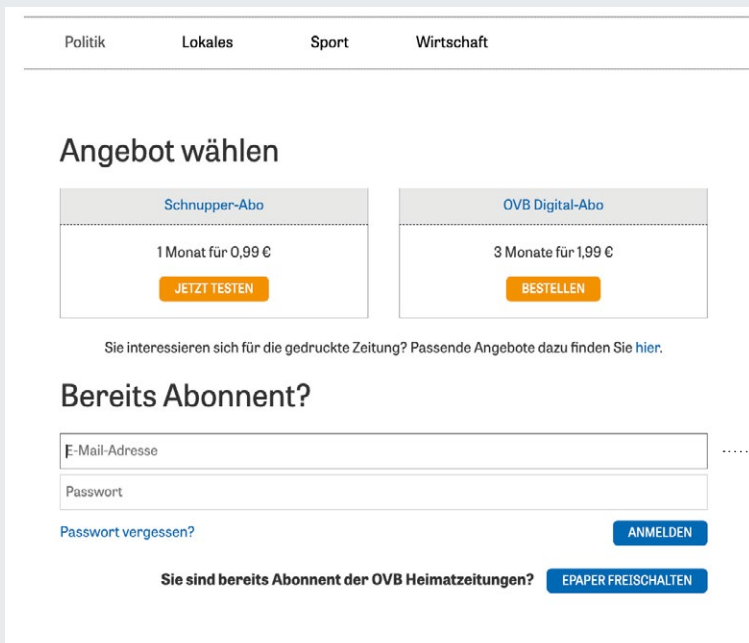 Politik Lokales Sport Wirtschaft
Angebot wählen
Schnupper-Abo
1 Monat für 0,99 €
JETZT TESTEN
OVB Digital-Abo
3 Monate für 1,99 €
BESTELLEN
Sie interessieren sich für die gedruckte Zeitung? Passende Angebote dazu finden Sie hier.
Bereits Abonnent?
E-Mail-Adresse
Passwort
Passwort vergessen? ANMELDEN
Sie sind bereits Abonnent der OVB Heimatzeitungen? EPAPER FREISCHALTEN